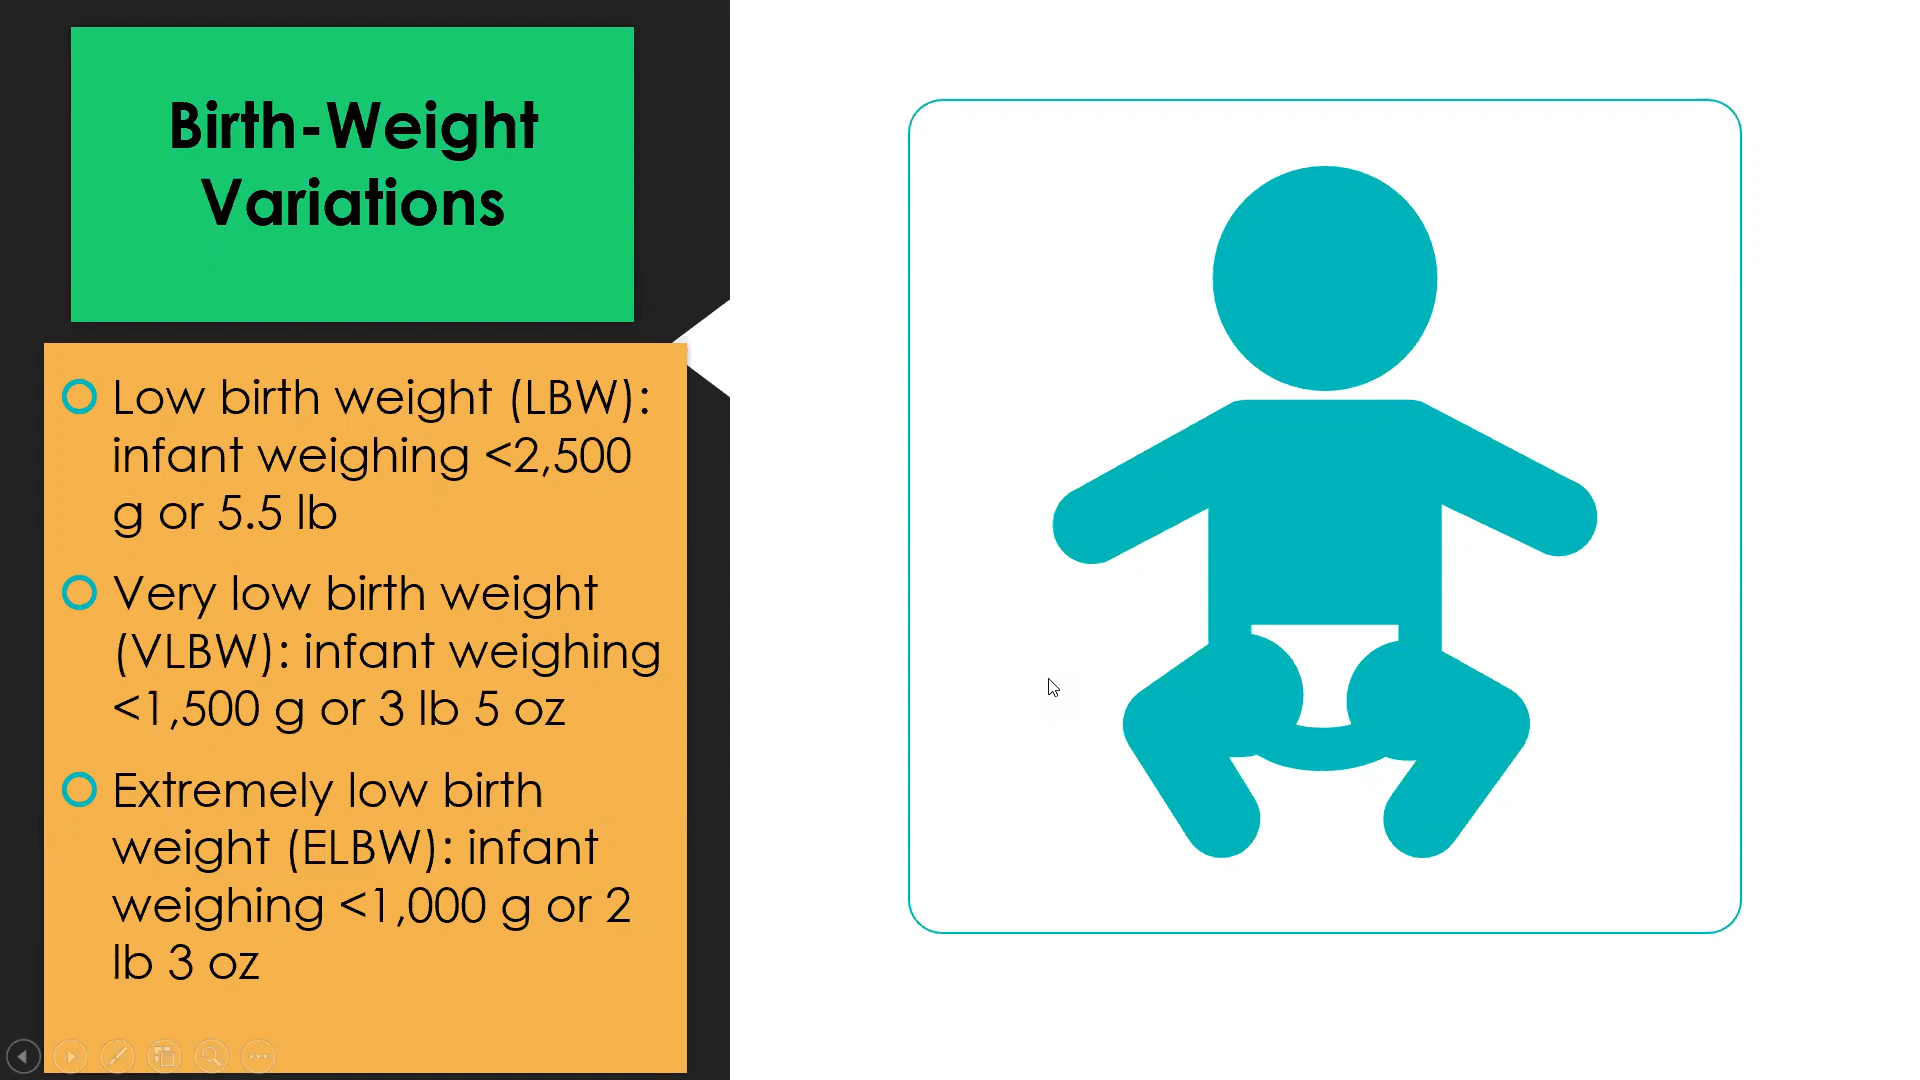 Birth-Weight
Variations
Low birth weight (LBW):
infant weighing <2,500
g or 5.5 lb
Very low birth weight
(VLBW): infant weighing
<1,500 g or 3 lb 5 oz
Extremely low birth
weight (ELBW): infant
weighing <1,000 g or 2
lb 3 oz